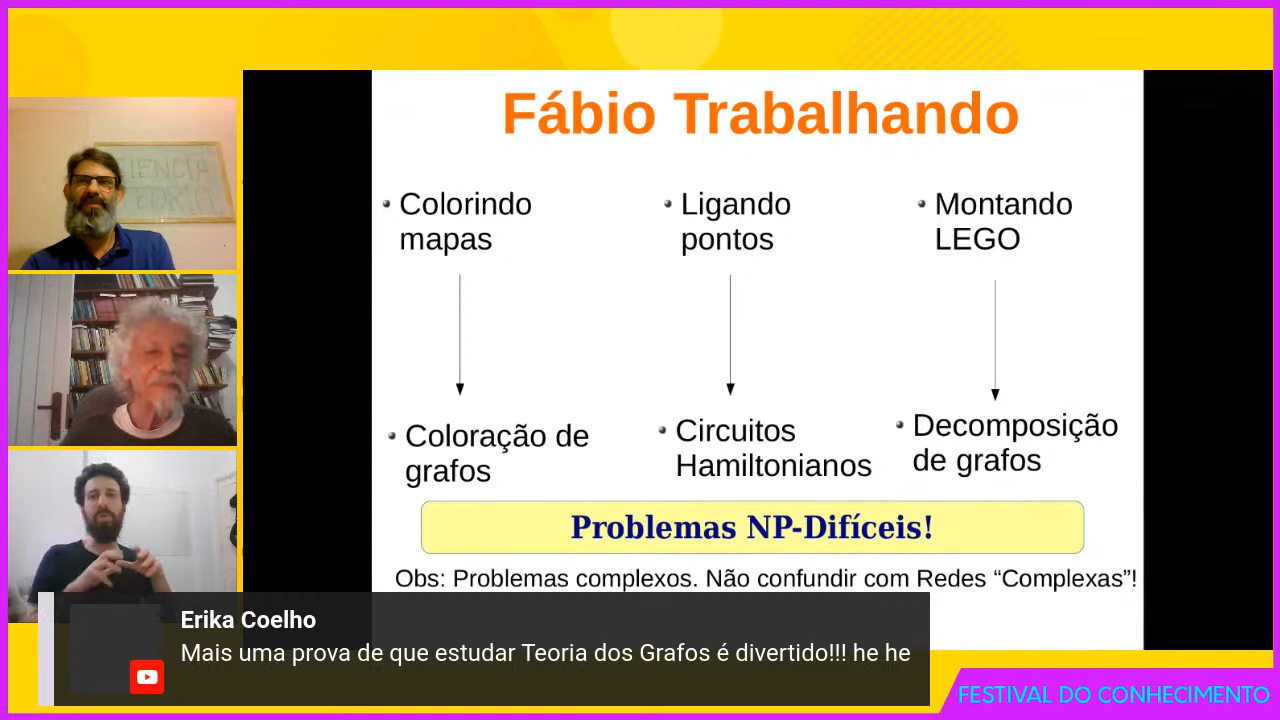 Fábio Trabalhando
Colorindo
mapas
Ligando
pontos
Montando
LEGO
Coloração de
grafos
Circuitos
Hamiltonianos
Decomposição
de grafos
Problemas NP-Difíceis!
Obs: Problemas complexos. Não confundir com Redes “Complexas”!
CIENCIA
TEORIA
Erika Coelho
Mais uma prova de que estudar Teoria dos Grafos é divertido!!! he he
FESTIVAL DO CONHECIMENTO